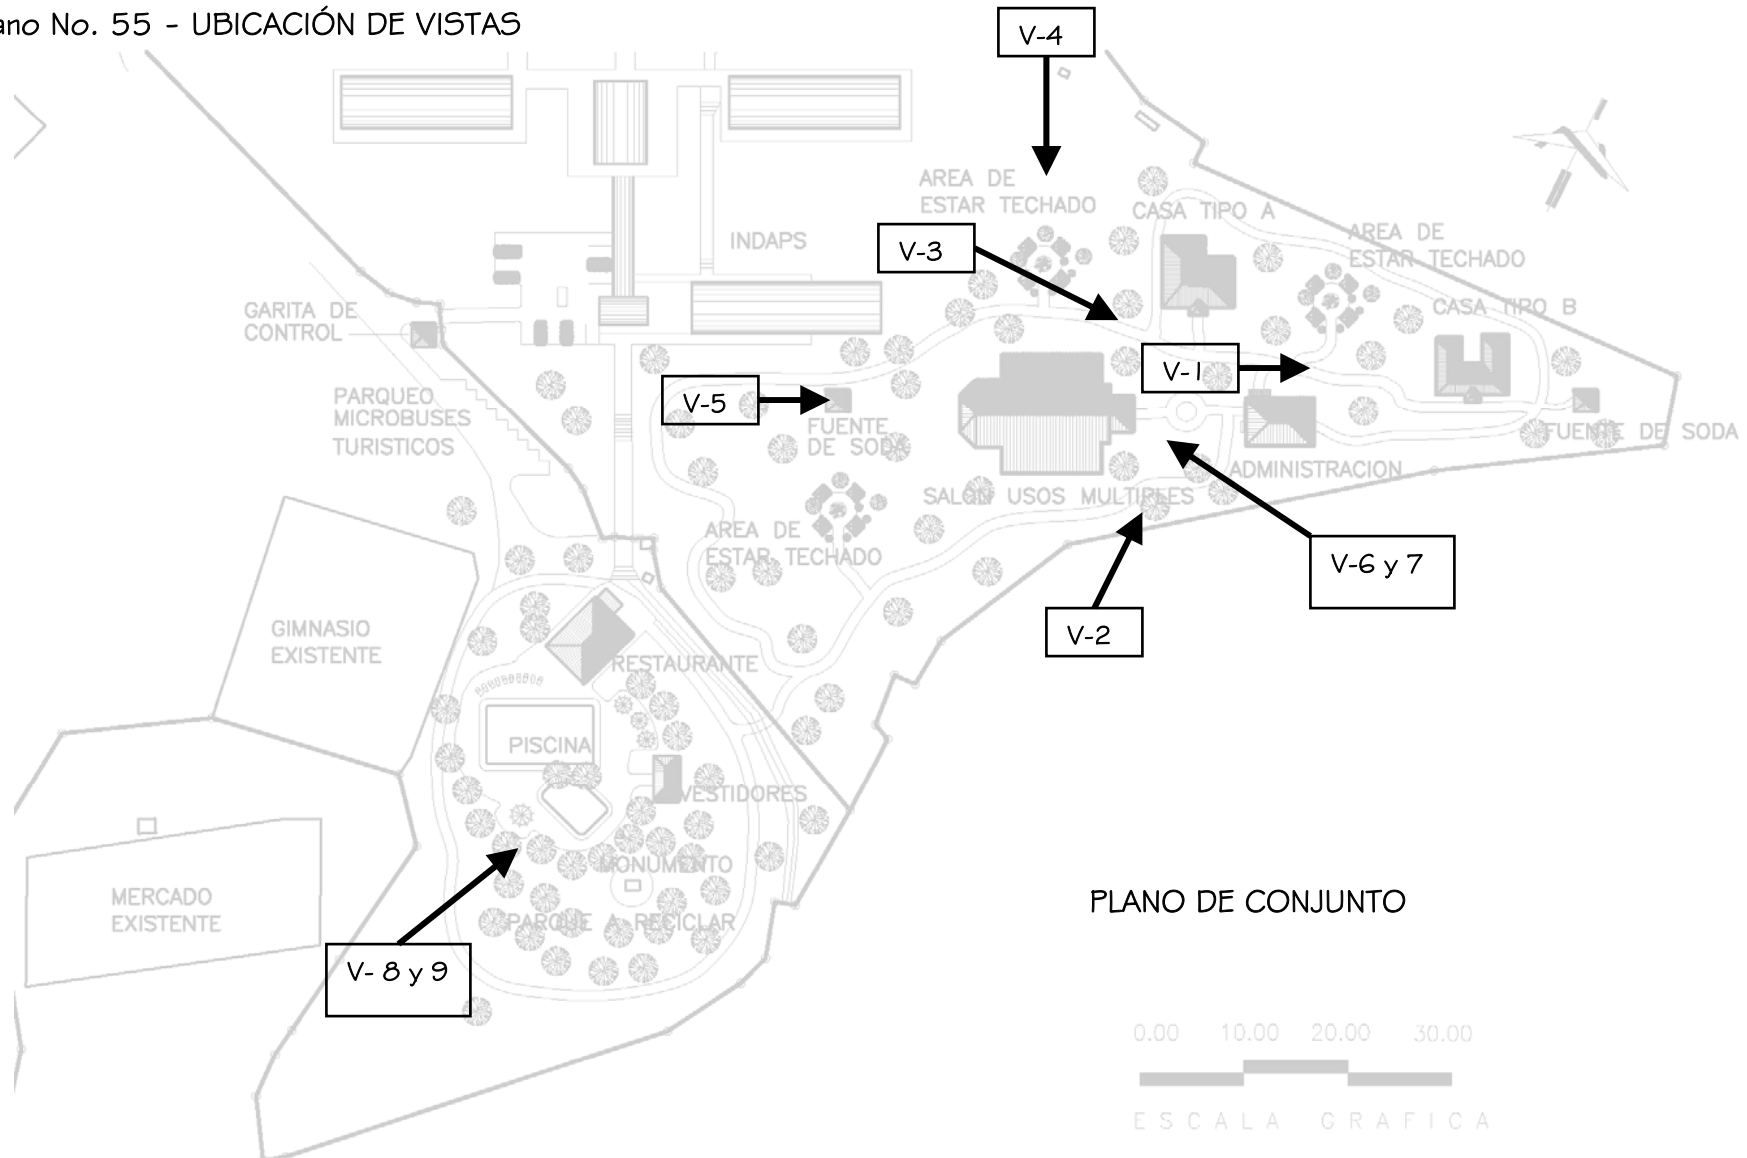 ano No. 55 - UBICACIÓN DE VISTAS
V-4
AREA DE
ESTAR TECHADO
CASA TIPO A
V-3
INDAPS
AREA DE
ESTAR TECHADO
GARITA DE
CONTROL
CASA TIPO B
V-1
PARQUEO
MICROBUSES
TURISTICOS
V-5
FUENTE
DE SODA
FUENTE DE SODA
ADMINISTRACION
SALON USOS MULTIPLES
AREA DE
ESTAR TECHADO
V-6 y 7
V-2
GIMNASIO
EXISTENTE
RESTAURANTE
PISCINA
VESTIDORES
MONUMENTO
MERCADO
EXISTENTE
PARQUE A RECICLAR
PLANO DE CONJUNTO
V- 8 y 9
0.00 10.00 20.00 30.00
ESCALA GRAFICA